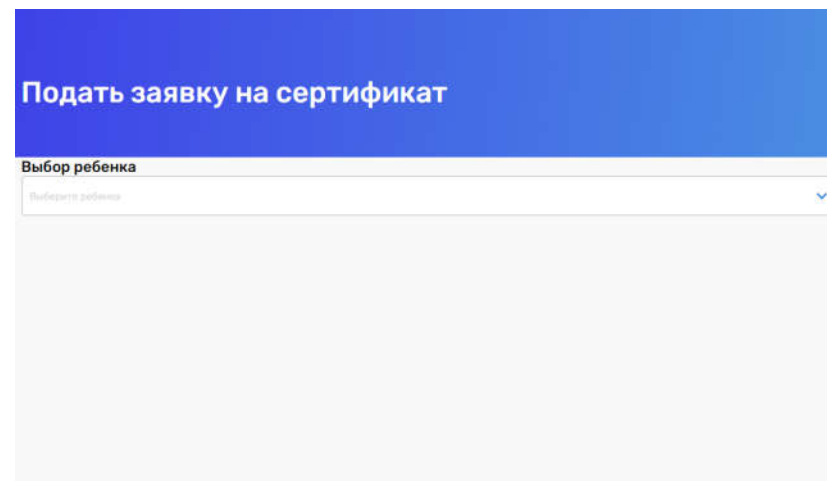 Подать заявку на сертификат
Выбор ребенка
Выберите ребенка